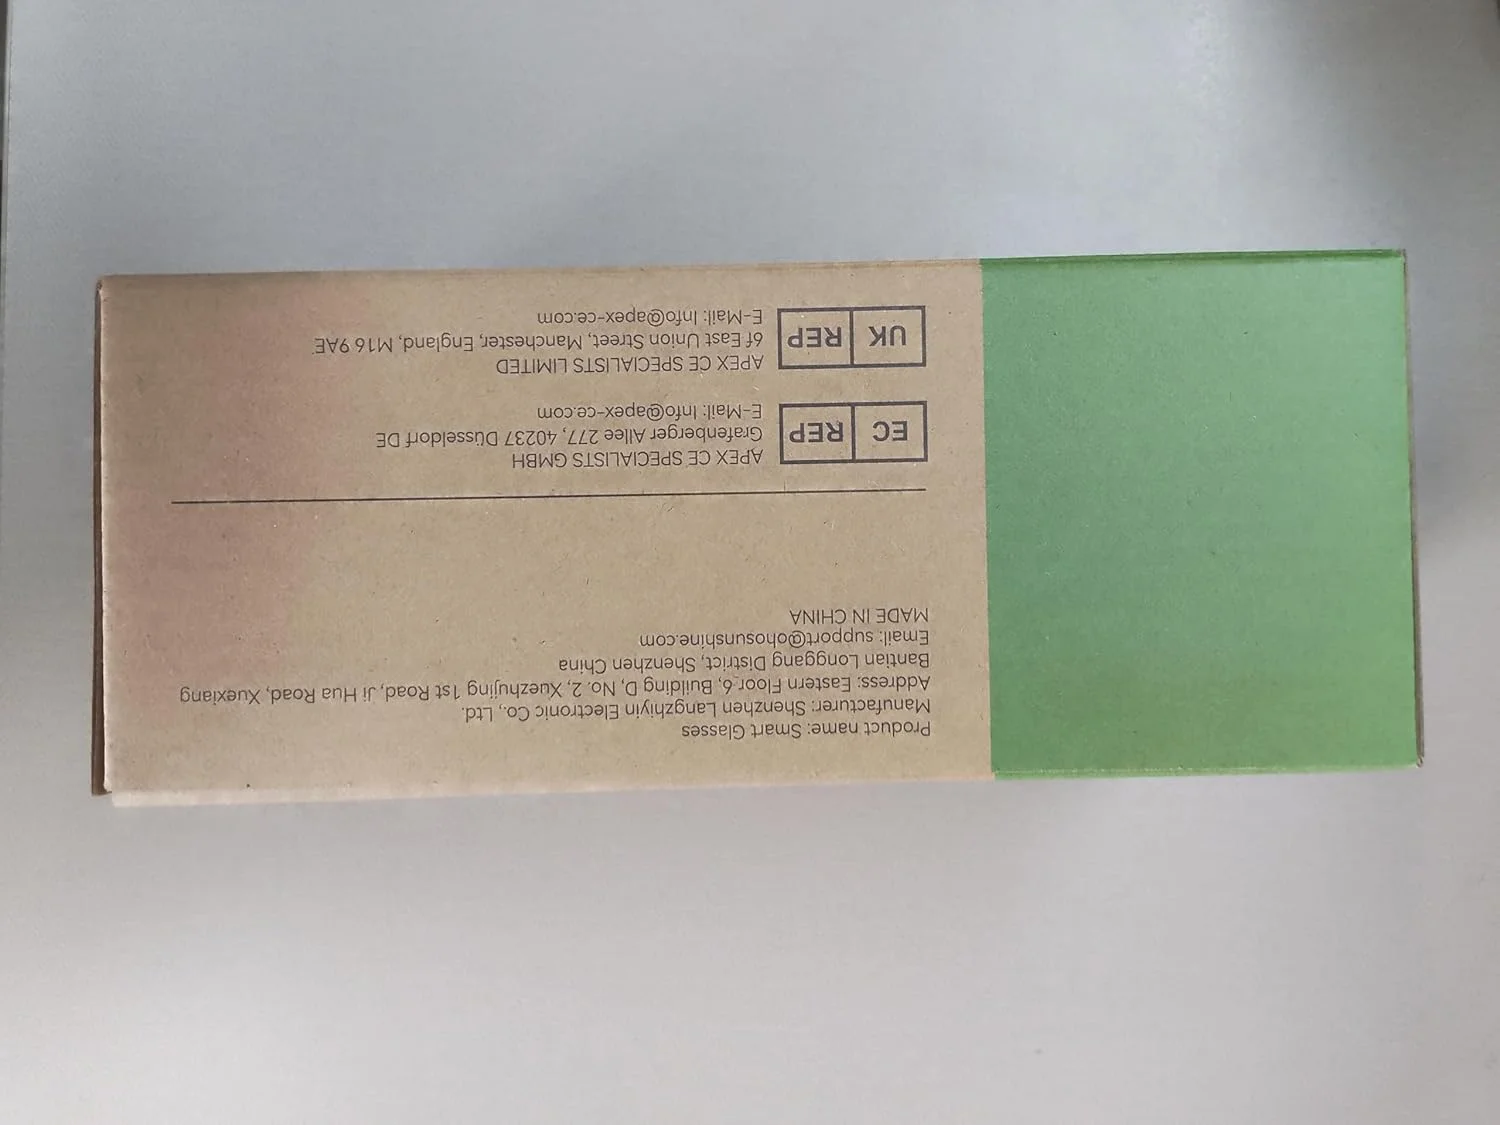 Product name: Smart Glasses
Manufacturer: Shenzhen Langzhiyin Electronic Co., Ltd.
Address: Eastern Floor 6, Building D, No. 2, Xuezhujing 1st Road, Ji Hua Road, Xuexiang
Bantian Longgang District, Shenzhen China
Email: support@ohosunshine.com
MADE IN CHINA
EC REP
APEX CE SPECIALISTS GMBH
Grafenberger Allee 277, 40237 Düsseldorf DE
E-Mail: Info@apex-ce.com
UK REP
APEX CE SPECIALISTS LIMITED
6f East Union Street, Manchester, England, M16 9AE
E-Mail: Info@apex-ce.com